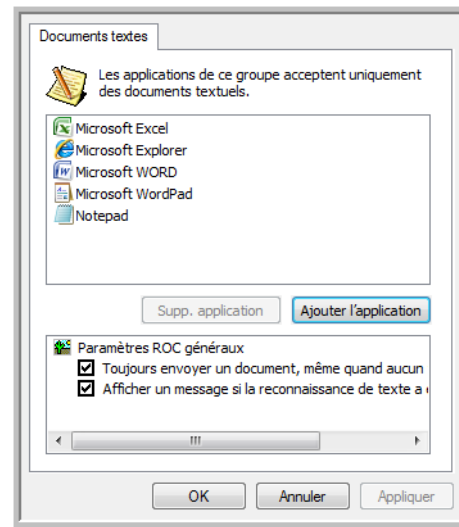 Documents textes
Les applications de ce groupe acceptent uniquement
des documents textuels.
Microsoft Excel
Microsoft Explorer
Microsoft WORD
Microsoft WordPad
Notepad
Supp. application
Ajouter l'application
Paramètres ROC généraux
Toujours envoyer un document, même quand aucun
Afficher un message si la reconnaissance de texte a
OK
Annuler
Appliquer